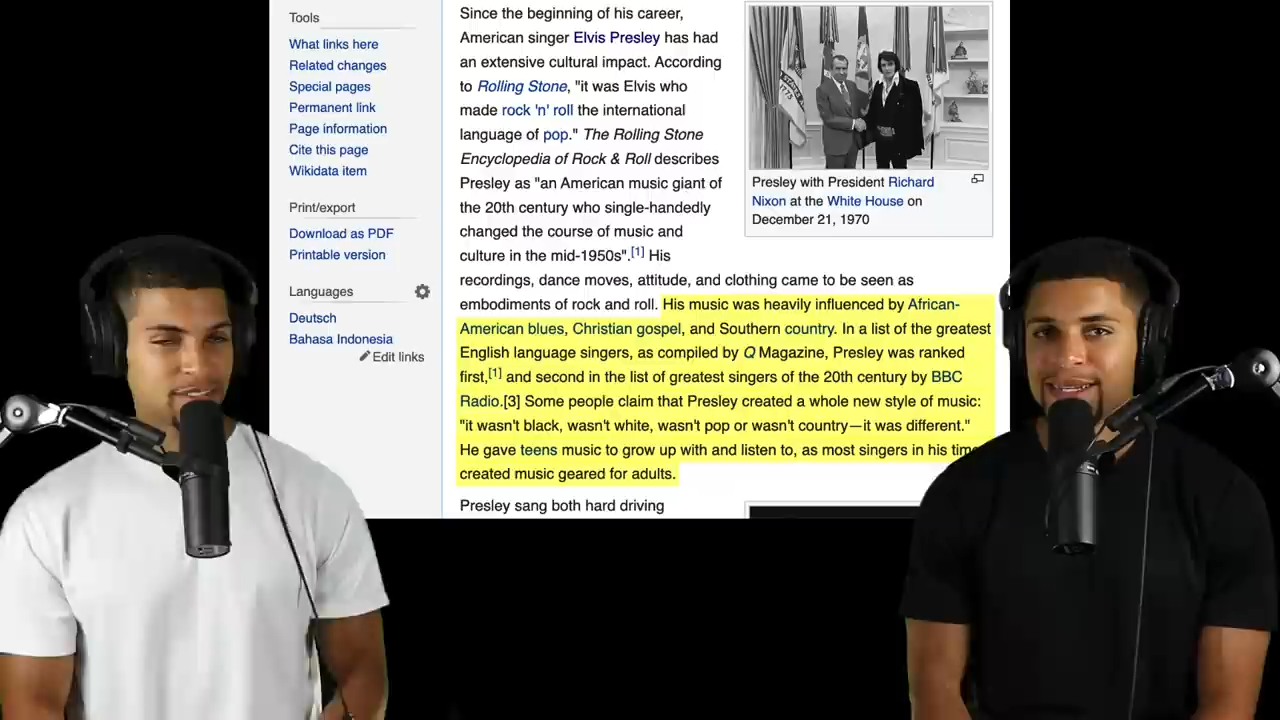 Tools
What links here
Related changes
Special pages
Permanent link
Page information
Cite this page
Wikidata item
Print/export
Download as PDF
Printable version
Languages
Deutsch
Bahasa Indonesia
Edit links
Since the beginning of his career,
American singer Elvis Presley has had
an extensive cultural impact. According
to Rolling Stone, "it was Elvis who
made rock 'n' roll the international
language of pop." The Rolling Stone
Encyclopedia of Rock & Roll describes
Presley as "an American music giant of
the 20th century who single-handedly
changed the course of music and
culture in the mid-1950s".[1] His
recordings, dance moves, attitude, and clothing came to be seen as
embodiments of rock and roll. His music was heavily influenced by African-
American blues, Christian gospel, and Southern country. In a list of the greatest
English language singers, as compiled by Q Magazine, Presley was ranked
first,[1] and second in the list of greatest singers of the 20th century by BBC
Radio.[3] Some people claim that Presley created a whole new style of music:
"it wasn't black, wasn't white, wasn't pop or wasn't country—it was different."
He gave teens music to grow up with and listen to, as most singers in his time
created music geared for adults.
Presley sang both hard driving
1775
Presley with President Richard
Nixon at the White House on
December 21, 1970